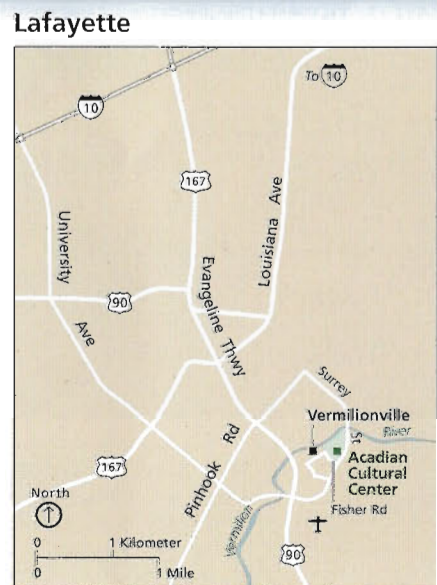 Lafayette
To 10
10
167
University
Ave
Louisiana Ave
Evangeline Thwy
90
Surrey
St
Vermilionville
River
Rd
Pinhook
Acadian
Cultural
Center
167
Fisher Rd
North
Vermilion
0
1 Kilometer
0
1 Mile
90